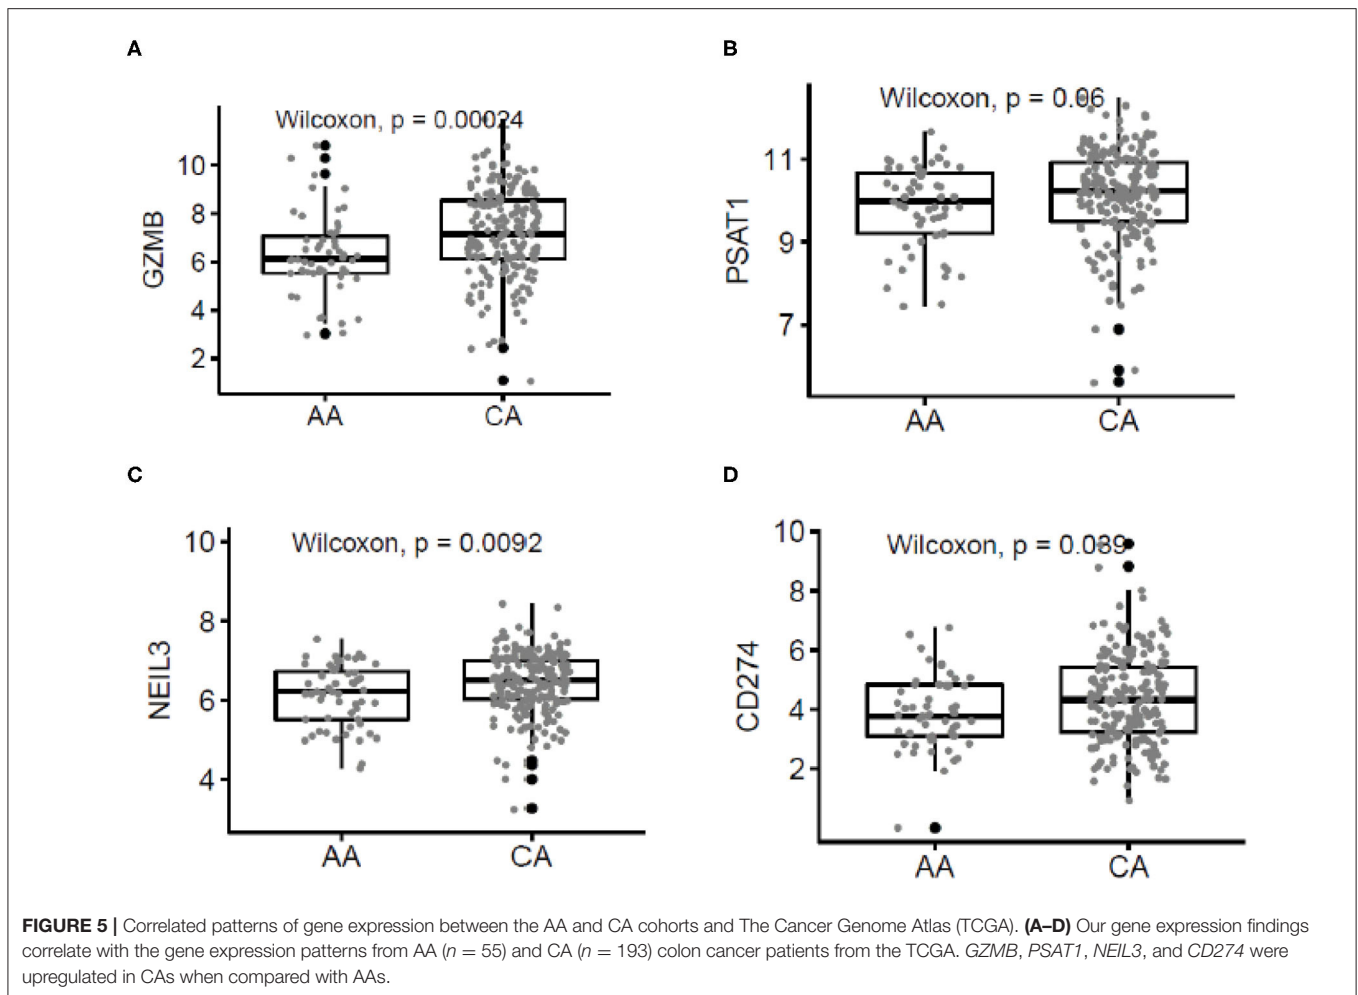 A
Wilcoxon, p = 0.00024
GZMB
10
8
6
4
2
AA CA
B
Wilcoxon, p = 0.06
PSAT1
11
9
7
AA CA
C
Wilcoxon, p = 0.0092
NEIL3
10
8
6
4
AA CA
D
Wilcoxon, p = 0.039
CD274
10
8
6
4
2
AA CA
FIGURE 5 | Correlated patterns of gene expression between the AA and CA cohorts and The Cancer Genome Atlas (TCGA). (A–D) Our gene expression findings
correlate with the gene expression patterns from AA (n = 55) and CA (n = 193) colon cancer patients from the TCGA. GZMB, PSAT1, NEIL3, and CD274 were
upregulated in CAs when compared with AAs.